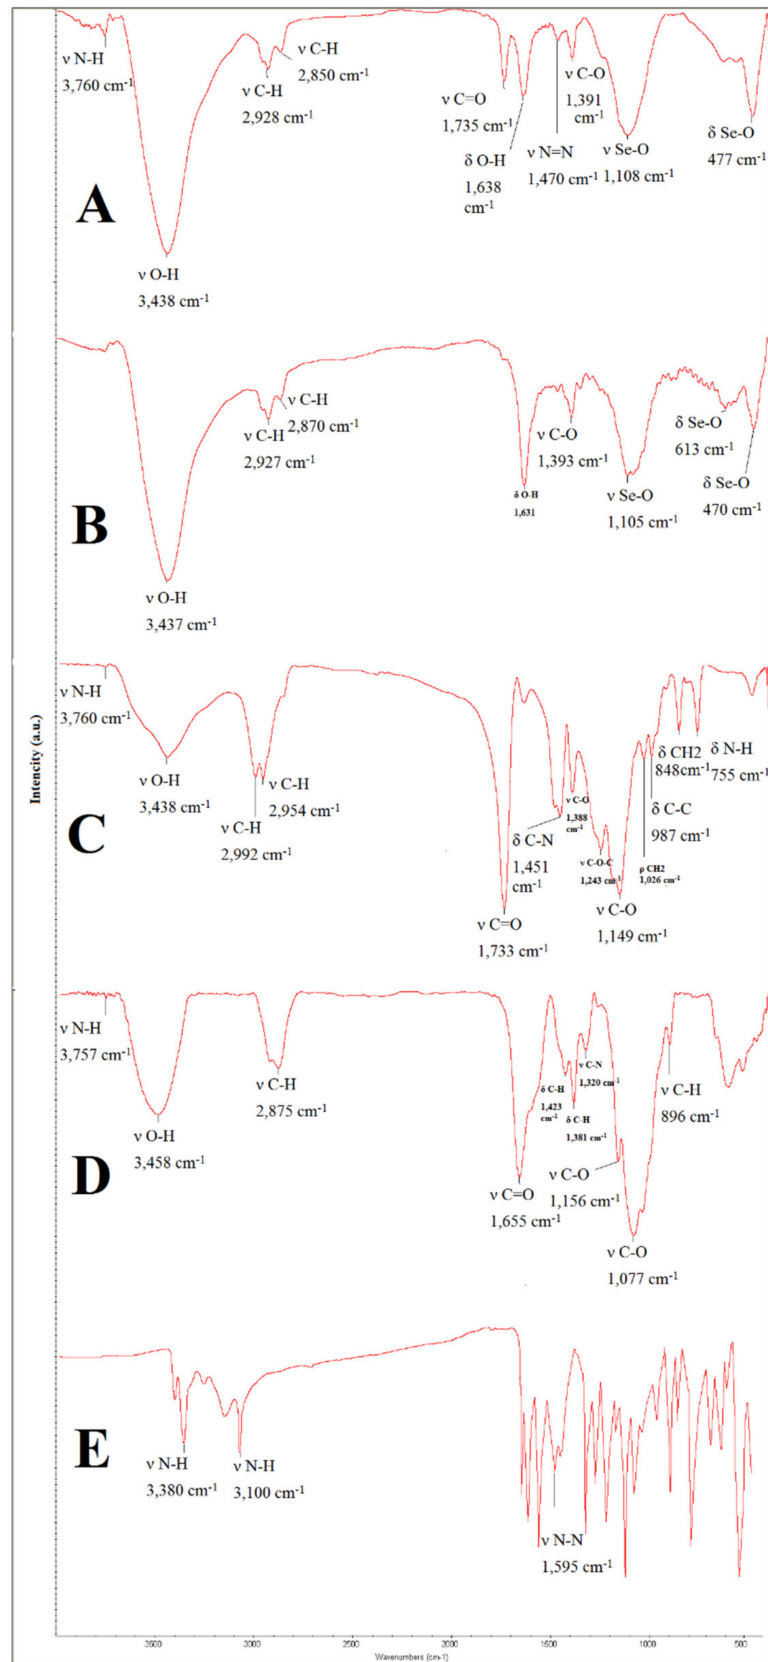 ν N-H
3,760 cm⁻¹
ν C-H
2,850 cm⁻¹
ν C-H
2,928 cm⁻¹
ν C=O
1,735 cm⁻¹
ν C-O
1,391
cm⁻¹
δ O-H
1,638
cm⁻¹
ν N=N
1,470 cm⁻¹
ν Se-O
1,108 cm⁻¹
δ Se-O
477 cm⁻¹
A
ν O-H
3,438 cm⁻¹
ν C-H
2,870 cm⁻¹
ν C-H
2,927 cm⁻¹
ν C-O
1,393 cm⁻¹
δ Se-O
613 cm⁻¹
δ O-H
1,631
ν Se-O
1,105 cm⁻¹
δ Se-O
470 cm⁻¹
B
ν O-H
3,437 cm⁻¹
ν N-H
3,760 cm⁻¹
ν O-H
3,438 cm⁻¹
ν C-H
2,954 cm⁻¹
ν C-H
2,992 cm⁻¹
δ C-N
1,451
cm⁻¹
ν C-O
1,388
cm⁻¹
ν C-O-C
1,243 cm⁻¹
δ CH2
848cm⁻¹
δ N-H
755 cm⁻¹
δ C-C
987 cm⁻¹
ρ CH2
1,026 cm⁻¹
C
ν C=O
1,733 cm⁻¹
ν C-O
1,149 cm⁻¹
Intencity (a.u.)
ν N-H
3,757 cm⁻¹
ν C-H
2,875 cm⁻¹
ν O-H
3,458 cm⁻¹
δ C-H
1,423
cm⁻¹
ν C-N
1,320 cm⁻¹
δ C-H
1,381 cm⁻¹
ν C-H
896 cm⁻¹
D
ν C=O
1,655 cm⁻¹
ν C-O
1,156 cm⁻¹
ν C-O
1,077 cm⁻¹
E
ν N-H
3,380 cm⁻¹
ν N-H
3,100 cm⁻¹
ν N-N
1,595 cm⁻¹
3500 3000 2500 2000 1500 1000 500
Wavenumbers (cm-1)